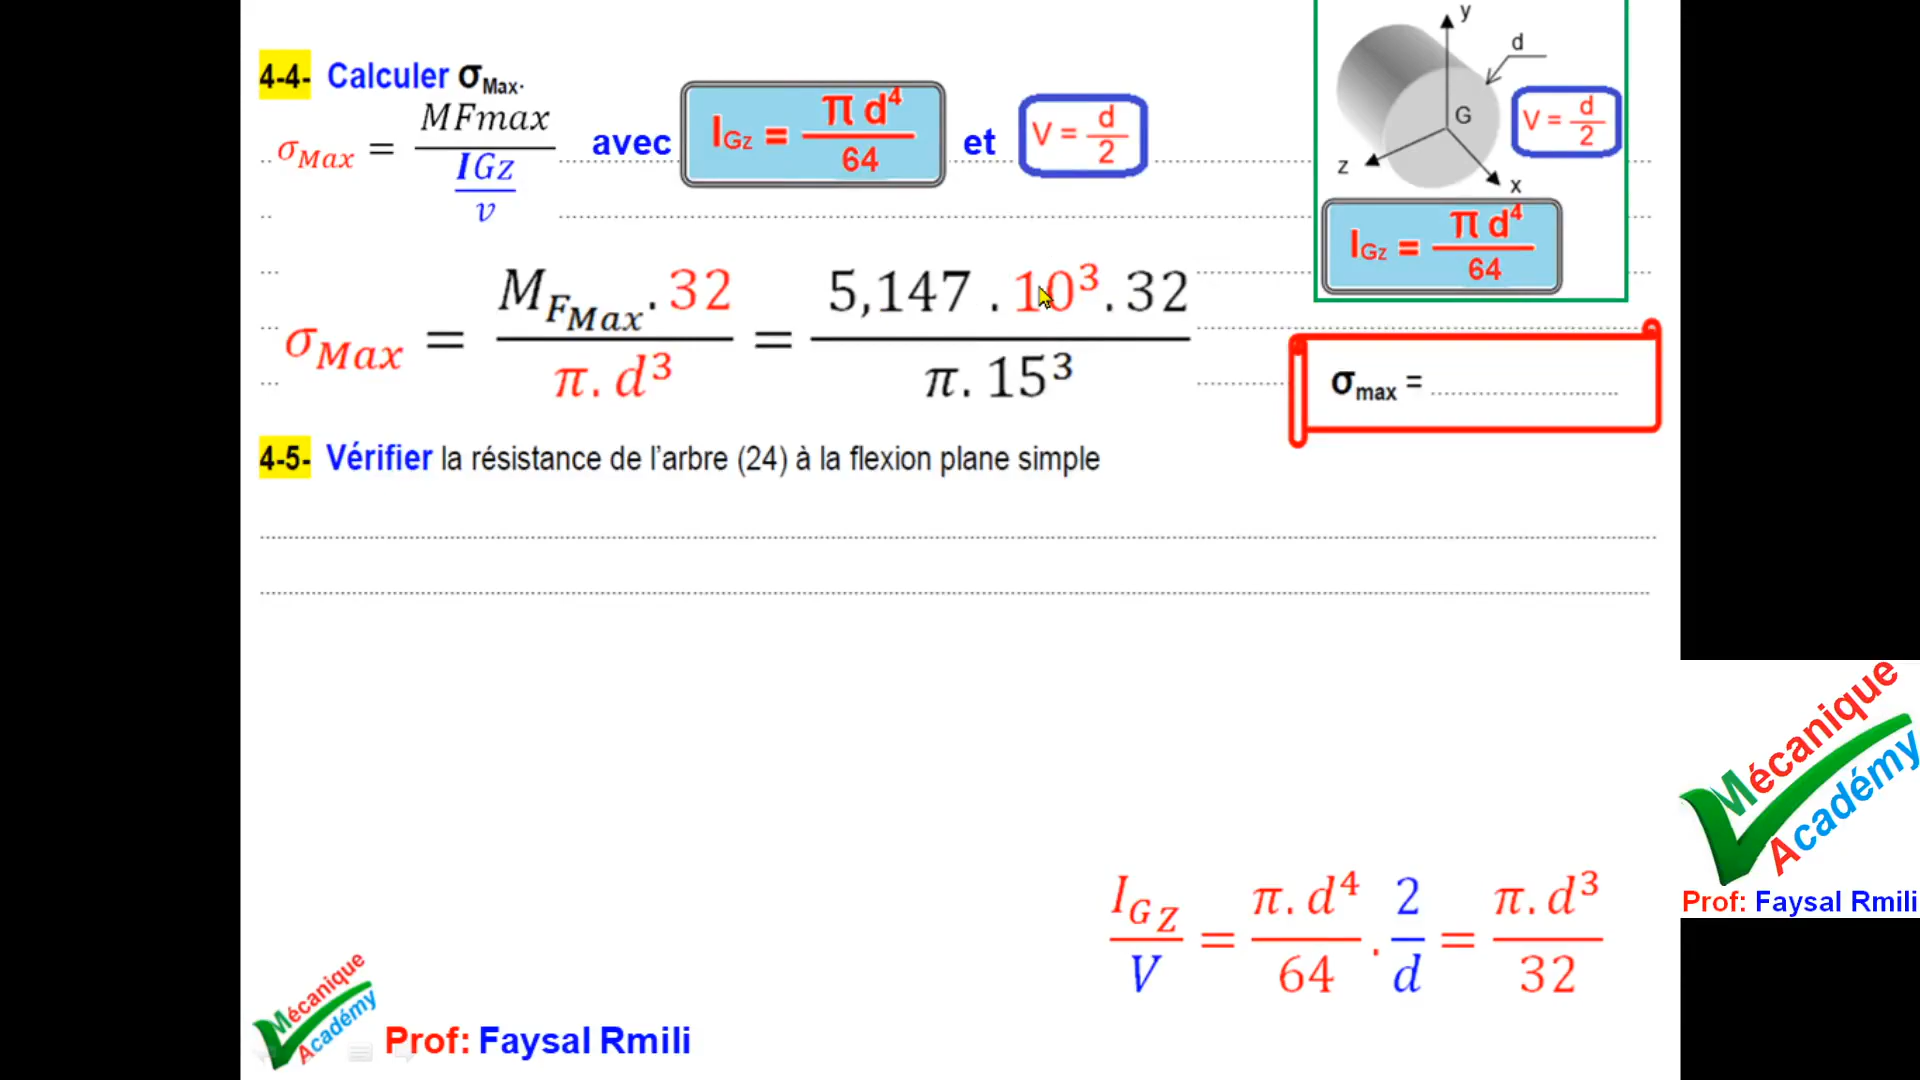 4-4- Calculer σMax.
σMax = MFmax / (IGz / v) avec IGz = π d⁴ / 64 et V = d / 2
y
d
G
z
x
V = d / 2
IGz = π d⁴ / 64
σMax = MFMax . 32 / π. d³ = 5,147 . 10³ . 32 / π. 15³
σmax = ........................
4-5- Vérifier la résistance de l’arbre (24) à la flexion plane simple
IGZ / V = π. d⁴ / 64 . 2 / d = π. d³ / 32
Mécanique
Académy
Prof: Faysal Rmili
Mécanique
Académy
Prof: Faysal Rmili